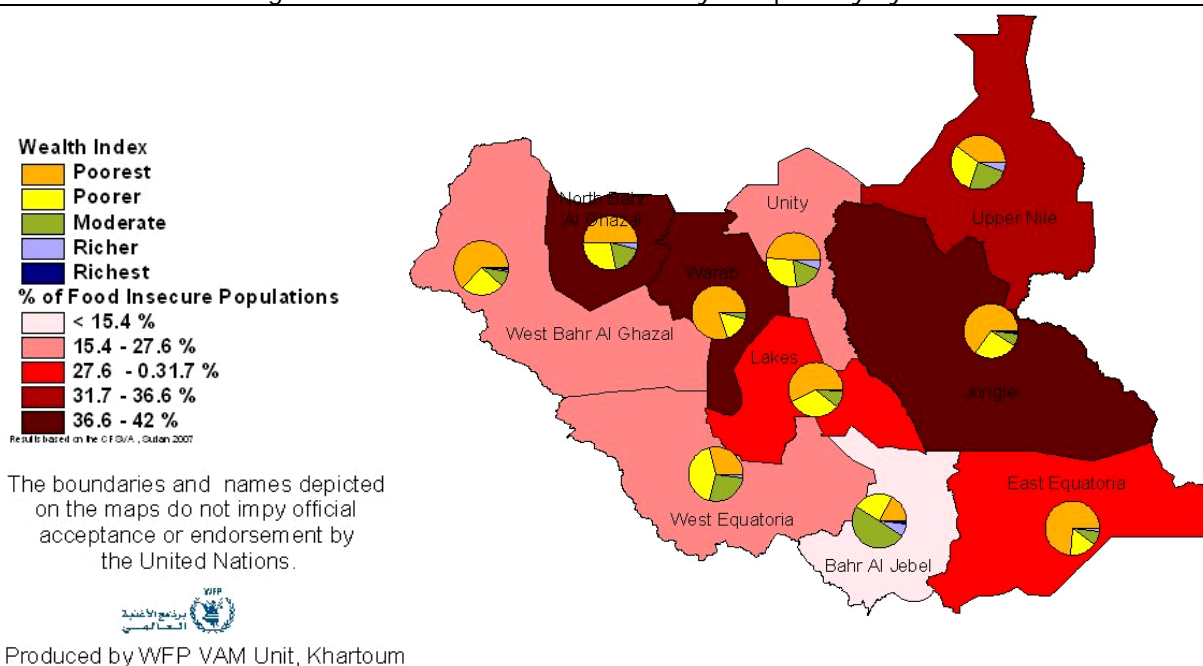 Wealth Index
Poorest
Poorer
Moderate
Richer
Richest
% of Food Insecure Populations
< 15.4 %
15.4 - 27.6 %
27.6 - 0.31.7 %
31.7 - 36.6 %
36.6 - 42 %
Results based on the CFSVA, Sudan 2007
The boundaries and names depicted
on the maps do not impy official
acceptance or endorsement by
the United Nations.
WFP
برنامج الأغذية
العالمي
Produced by WFP VAM Unit, Khartoum
North Bahr
Al Ghazal
Unity
Upper Nile
Warab
West Bahr Al Ghazal
Lakes
Jonglei
East Equatoria
West Equatoria
Bahr Al Jebel